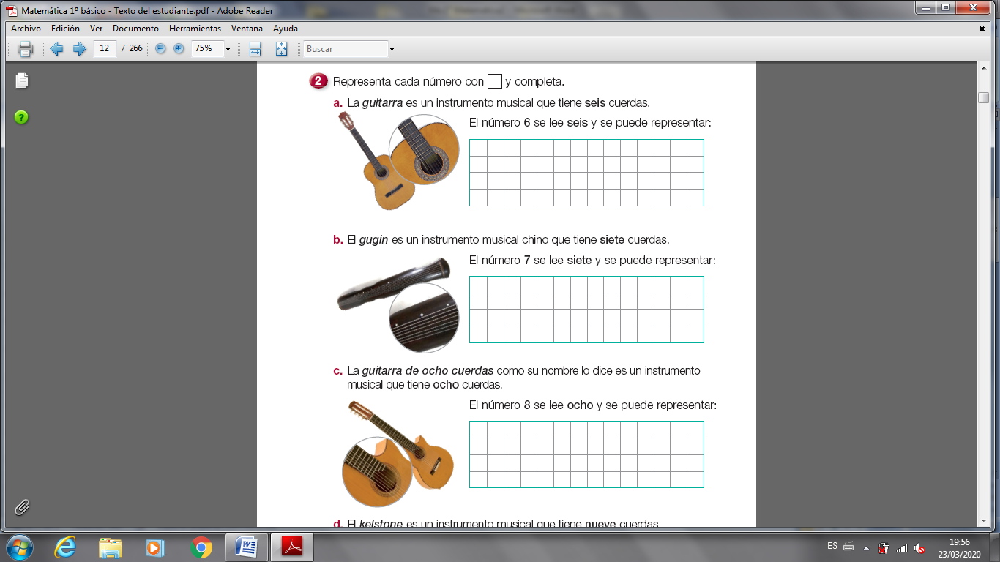 Matemática 1º básico - Texto del estudiante.pdf - Adobe Reader
Archivo Edición Ver Documento Herramientas Ventana Ayuda
12 / 266 75% Buscar
2 Representa cada número con y completa.
a. La guitarra es un instrumento musical que tiene seis cuerdas.
El número 6 se lee seis y se puede representar:
b. El gugin es un instrumento musical chino que tiene siete cuerdas.
El número 7 se lee siete y se puede representar:
c. La guitarra de ocho cuerdas como su nombre lo dice es un instrumento
musical que tiene ocho cuerdas.
El número 8 se lee ocho y se puede representar:
d. El kelstone es un instrumento musical que tiene nueve cuerdas
ES 19:56
23/03/2020